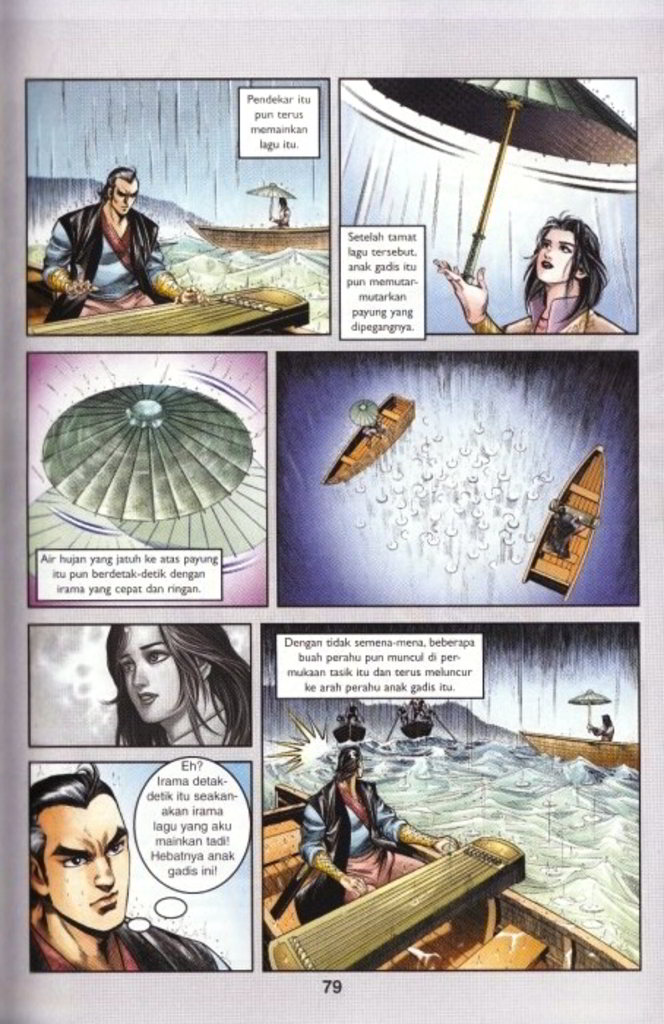 Pendekar itu
pun terus
memainkan
lagu itu.
Setelah tamat
lagu tersebut,
anak gadis itu
pun memutar-
mutarkan
payung yang
dipegangnya.
Air hujan yang jatuh ke atas payung
itu pun berdetak-detik dengan
irama yang cepat dan ringan.
Eh?
Irama detak-
detik itu seakan-
akan irama
lagu yang aku
mainkan tadi!
Hebatnya anak
gadis ini!
Dengan tidak semena-mena, beberapa
buah perahu pun muncul di per-
mukaan tasik itu dan terus meluncur
ke arah perahu anak gadis itu.
79